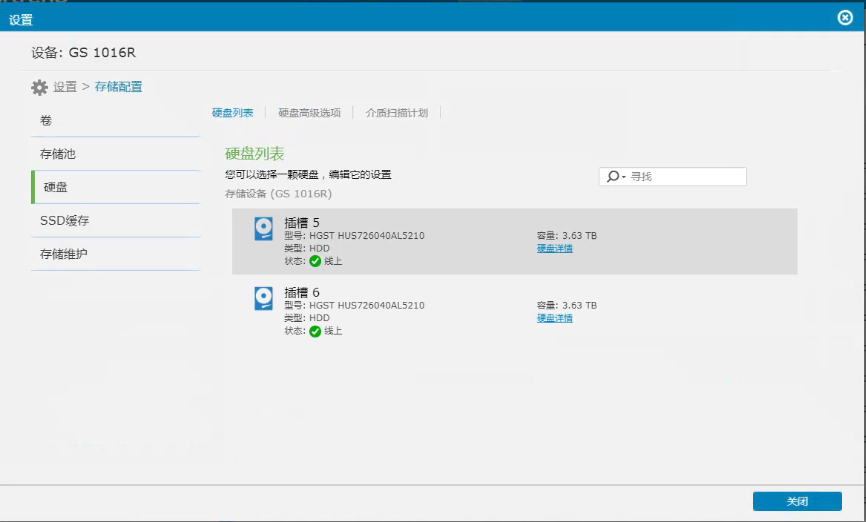 设置
设备: GS 1016R
设置 > 存储配置
卷
存储池
硬盘
SSD缓存
存储维护
硬盘列表 硬盘高级选项 介质扫描计划
硬盘列表
您可以选择一颗硬盘，编辑它的设置
寻找
存储设备 (GS 1016R)
插槽 5
型号: HGST HUS726040AL5210
类型: HDD
状态: 线上
容量: 3.63 TB
硬盘详情
插槽 6
型号: HGST HUS726040AL5210
类型: HDD
状态: 线上
容量: 3.63 TB
硬盘详情
关闭